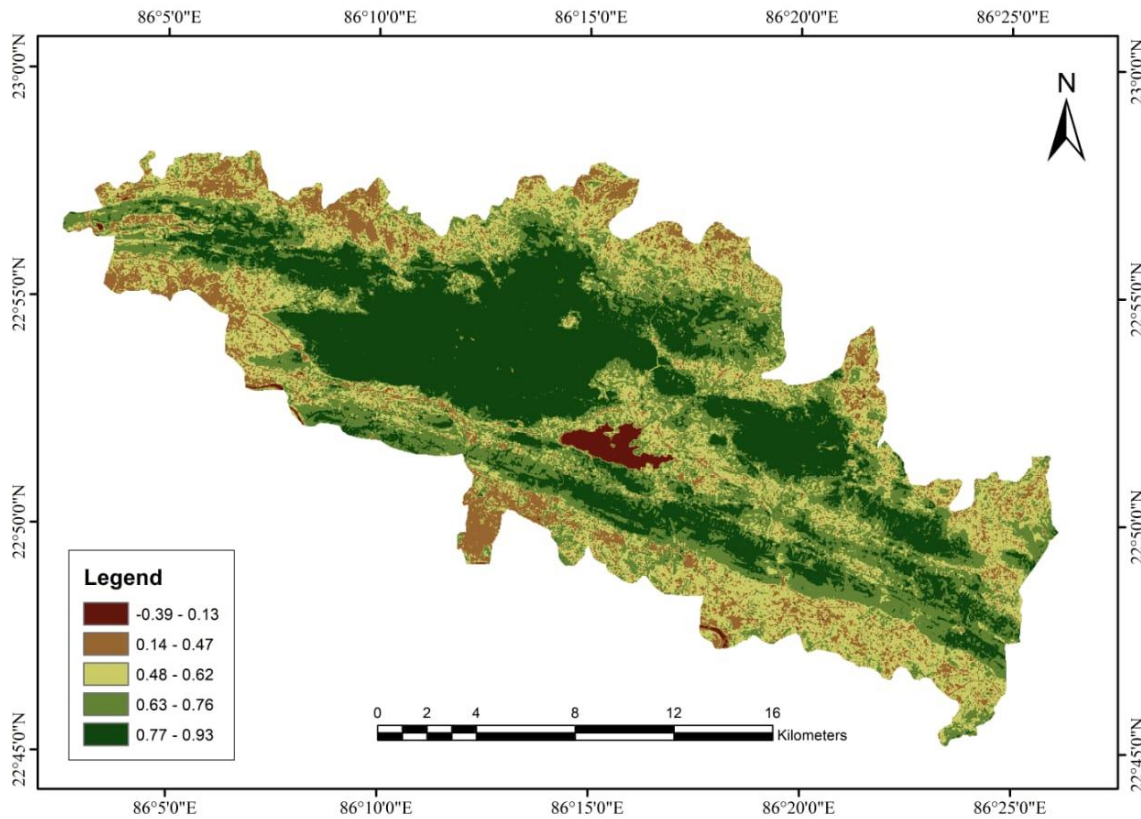 86°5'0"E 86°10'0"E 86°15'0"E 86°20'0"E 86°25'0"E
23°0'0"N 23°0'0"N
N
22°55'0"N 22°55'0"N
22°50'0"N 22°50'0"N
Legend
-0.39 - 0.13
0.14 - 0.47
0.48 - 0.62
0.63 - 0.76
0.77 - 0.93
0 2 4 8 12 16
Kilometers
22°45'0"N 22°45'0"N
86°5'0"E 86°10'0"E 86°15'0"E 86°20'0"E 86°25'0"E